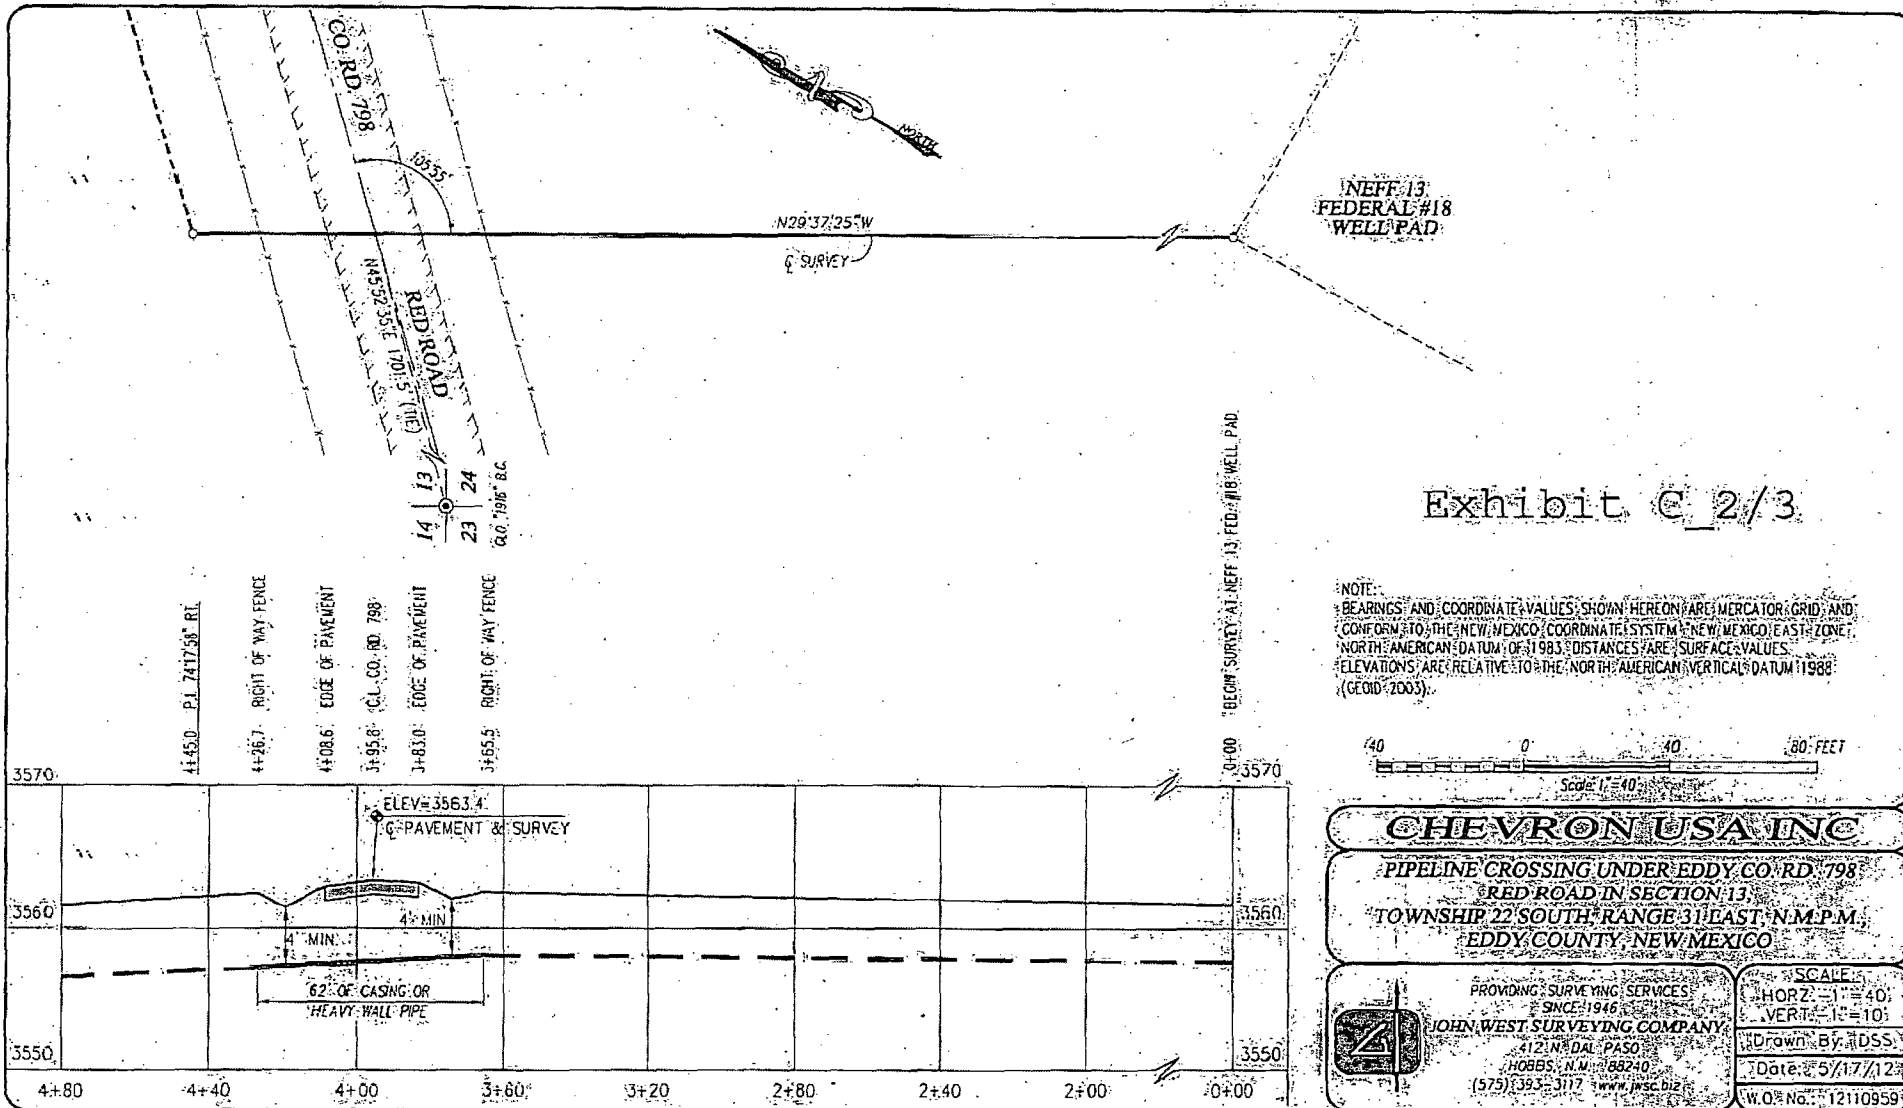 CO. RD. 798
105°35'
NORTH
N29°37'25"W
℄ SURVEY
NEFF 13
FEDERAL #18
WELL PAD
N45°52'35"E 1701.5' (TIE)
RED ROAD
14 13
23 24
GLO "1916" B.C.
Exhibit C_2/3
4+45.0 P.I. 74°17'58" RT.
4+26.7 RIGHT OF WAY FENCE
4+08.6 EDGE OF PAVEMENT
3+95.8 C.L. CO. RD. 798
3+83.0 EDGE OF PAVEMENT
3+65.5 RIGHT OF WAY FENCE
0+00 BEGIN SURVEY AT NEFF 13 FED. #18 WELL PAD
NOTE:
BEARINGS AND COORDINATE VALUES SHOWN HEREON ARE MERCATOR GRID AND
CONFORM TO THE NEW MEXICO COORDINATE SYSTEM "NEW MEXICO EAST ZONE"
NORTH AMERICAN DATUM OF 1983. DISTANCES ARE SURFACE VALUES.
ELEVATIONS ARE RELATIVE TO THE NORTH AMERICAN VERTICAL DATUM 1988
(GEOID 2003).
40 0 40 80 FEET
Scale 1"=40'
3570 3570
ELEV=3563.4
℄ PAVEMENT & SURVEY
3560 3560
4' MIN.
4' MIN.
62' OF CASING OR
HEAVY WALL PIPE
3550 3550
4+80 4+40 4+00 3+60 3+20 2+80 2+40 2+00 0+00
CHEVRON USA INC
PIPELINE CROSSING UNDER EDDY CO. RD. 798
RED ROAD IN SECTION 13,
TOWNSHIP 22 SOUTH, RANGE 31 EAST, N.M.P.M.,
EDDY COUNTY, NEW MEXICO
PROVIDING SURVEYING SERVICES
SINCE 1946
JOHN WEST SURVEYING COMPANY
412 N. DAL PASO
HOBBS, N.M. 88240
(575) 393-3117 www.jwsc.biz
SCALE:
HORZ.-1"=40'
VERT.-1"=10'
Drawn By: DSS
Date: 5/17/12
W.O. No.: 12110959